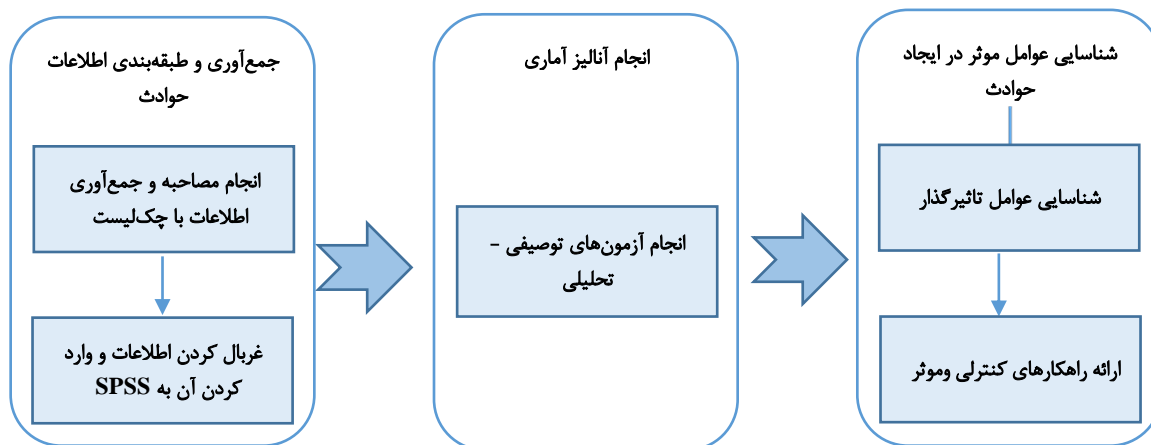 جمع‌آوری و طبقه‌بندی اطلاعات
حوادث
انجام مصاحبه و جمع‌آوری
اطلاعات با چک‌لیست
غربال کردن اطلاعات و وارد
کردن آن به SPSS
انجام آنالیز آماری
انجام آزمون‌های توصیفی –
تحلیلی
شناسایی عوامل موثر در ایجاد
حوادث
شناسایی عوامل تاثیرگذار
ارائه راهکارهای کنترلی وموثر